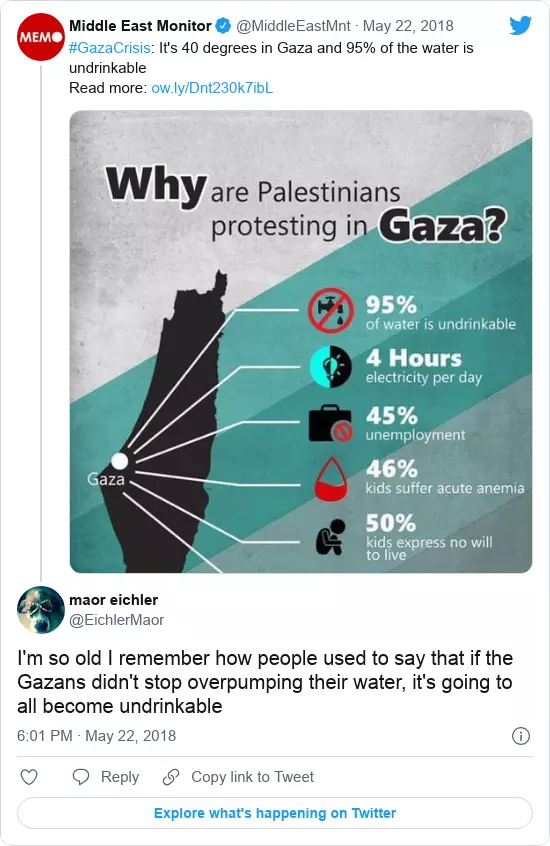 MEMO
Middle East Monitor @MiddleEastMnt · May 22, 2018
#GazaCrisis: It's 40 degrees in Gaza and 95% of the water is
undrinkable
Read more: ow.ly/Dnt230k7ibL
Why are Palestinians
protesting in Gaza?
95%
of water is undrinkable
4 Hours
electricity per day
45%
unemployment
Gaza
46%
kids suffer acute anemia
50%
kids express no will
to live
maor eichler
@EichlerMaor
I'm so old I remember how people used to say that if the
Gazans didn't stop overpumping their water, it's going to
all become undrinkable
6:01 PM · May 22, 2018
Reply
Copy link to Tweet
Explore what's happening on Twitter